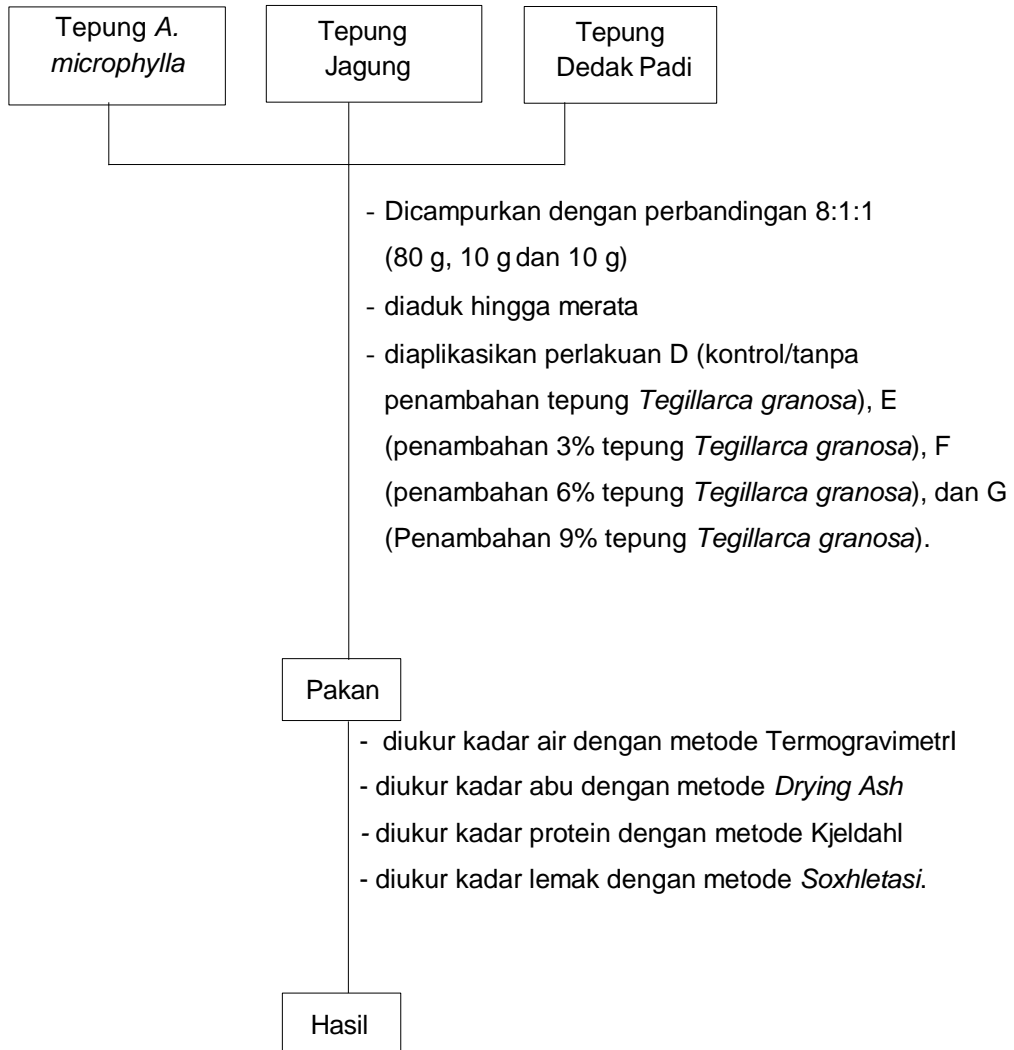 Tepung A.
microphylla
Tepung
Jagung
Tepung
Dedak Padi
- Dicampurkan dengan perbandingan 8:1:1
(80 g, 10 g dan 10 g)
- diaduk hingga merata
- diaplikasikan perlakuan D (kontrol/tanpa
penambahan tepung Tegillarca granosa), E
(penambahan 3% tepung Tegillarca granosa), F
(penambahan 6% tepung Tegillarca granosa), dan G
(Penambahan 9% tepung Tegillarca granosa).
Pakan
- diukur kadar air dengan metode TermogravimetrI
- diukur kadar abu dengan metode Drying Ash
- diukur kadar protein dengan metode Kjeldahl
- diukur kadar lemak dengan metode Soxhletasi.
Hasil